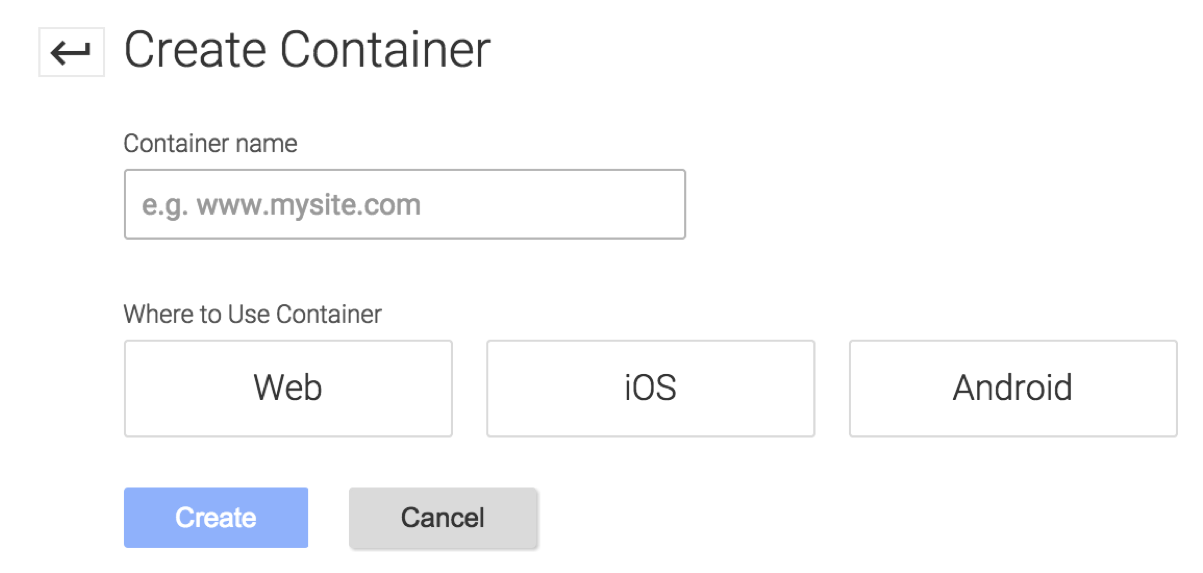 Create Container
Container name
e.g. www.mysite.com
Where to Use Container
Web iOS Android
Create Cancel